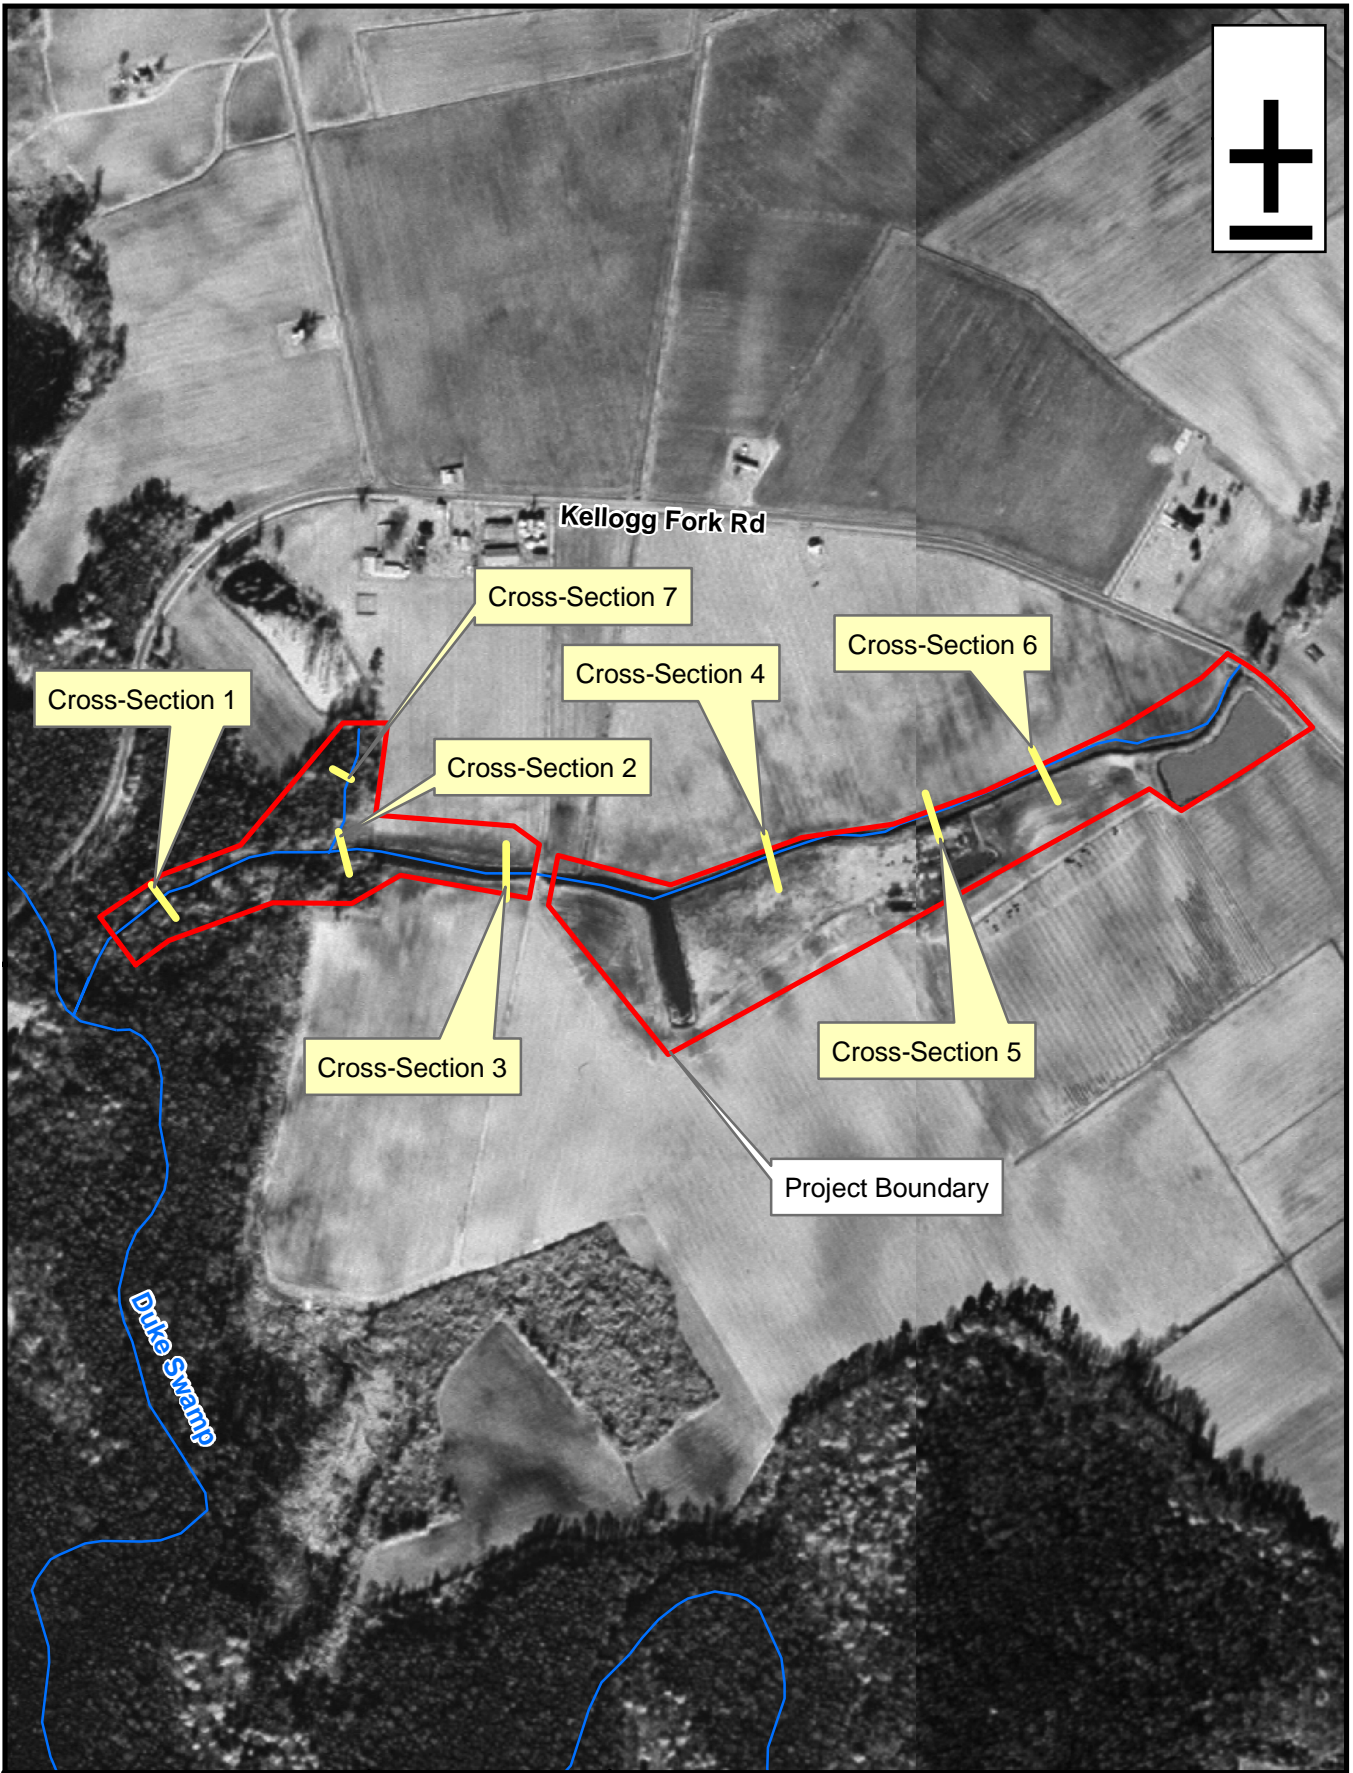 ±
Kellogg Fork Rd
Cross-Section 7
Cross-Section 6
Cross-Section 4
Cross-Section 1
Cross-Section 2
Cross-Section 5
Cross-Section 3
Project Boundary
Duke Swamp